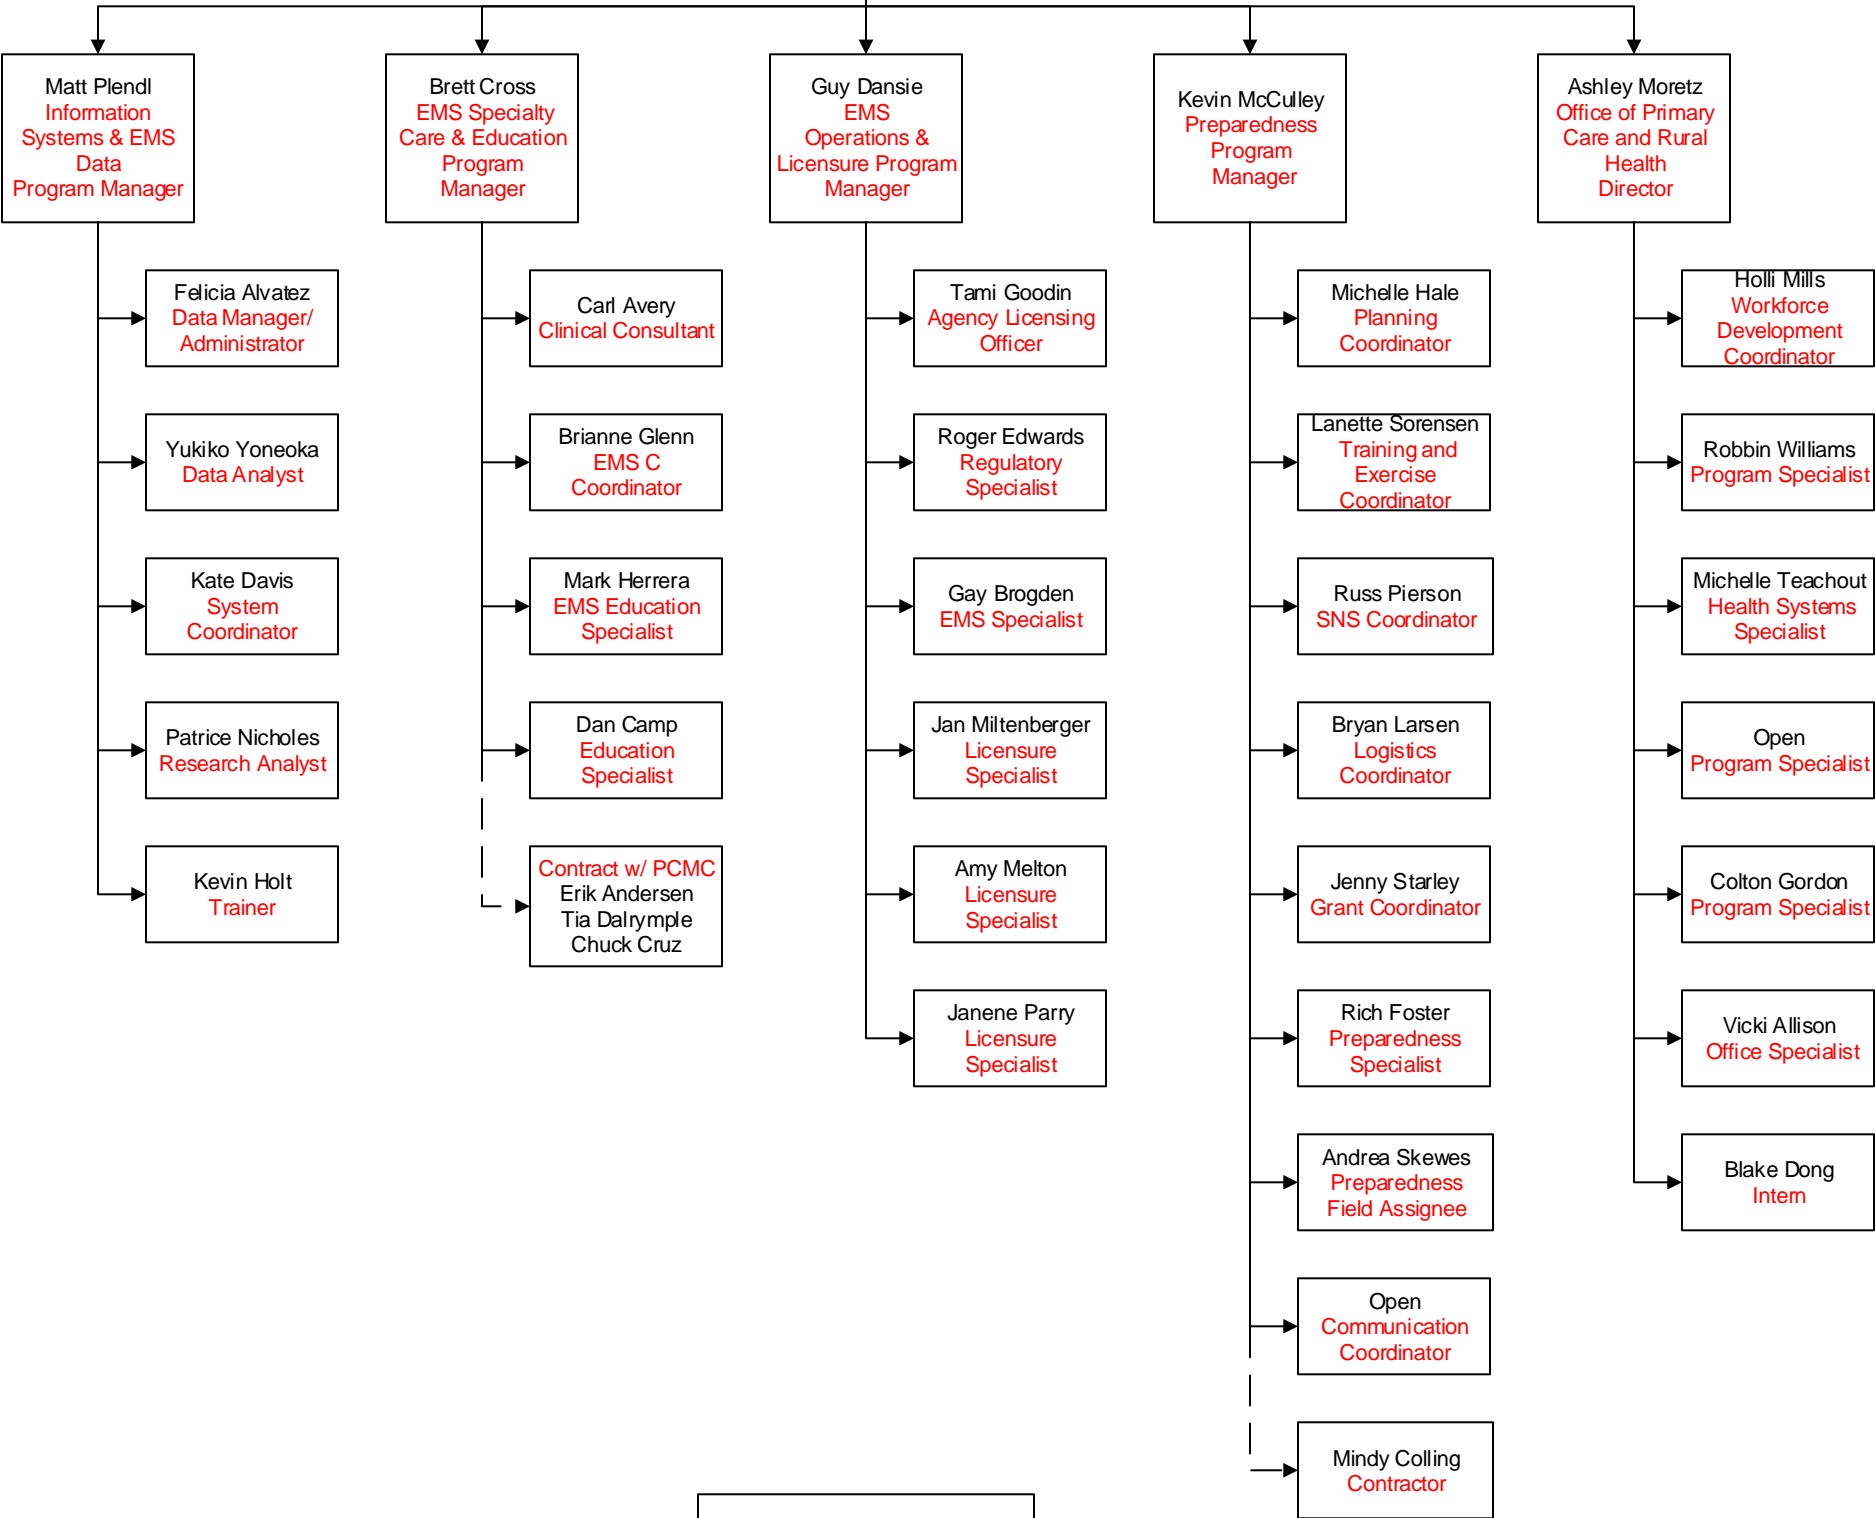 Matt Plendl
Information
Systems & EMS
Data
Program Manager
Felicia Alvatez
Data Manager/
Administrator
Yukiko Yoneoka
Data Analyst
Kate Davis
System
Coordinator
Patrice Nicholes
Research Analyst
Kevin Holt
Trainer
Brett Cross
EMS Specialty
Care & Education
Program
Manager
Carl Avery
Clinical Consultant
Brianne Glenn
EMS C
Coordinator
Mark Herrera
EMS Education
Specialist
Dan Camp
Education
Specialist
Contract w/ PCMC
Erik Andersen
Tia Dalrymple
Chuck Cruz
Guy Dansie
EMS
Operations &
Licensure Program
Manager
Tami Goodin
Agency Licensing
Officer
Roger Edwards
Regulatory
Specialist
Gay Brogden
EMS Specialist
Jan Miltenberger
Licensure
Specialist
Amy Melton
Licensure
Specialist
Janene Parry
Licensure
Specialist
Kevin McCulley
Preparedness
Program
Manager
Michelle Hale
Planning
Coordinator
Lanette Sorensen
Training and
Exercise
Coordinator
Russ Pierson
SNS Coordinator
Bryan Larsen
Logistics
Coordinator
Jenny Starley
Grant Coordinator
Rich Foster
Preparedness
Specialist
Andrea Skewes
Preparedness
Field Assignee
Open
Communication
Coordinator
Mindy Colling
Contractor
Ashley Moretz
Office of Primary
Care and Rural
Health
Director
Holli Mills
Workforce
Development
Coordinator
Robbin Williams
Program Specialist
Michelle Teachout
Health Systems
Specialist
Open
Program Specialist
Colton Gordon
Program Specialist
Vicki Allison
Office Specialist
Blake Dong
Intern